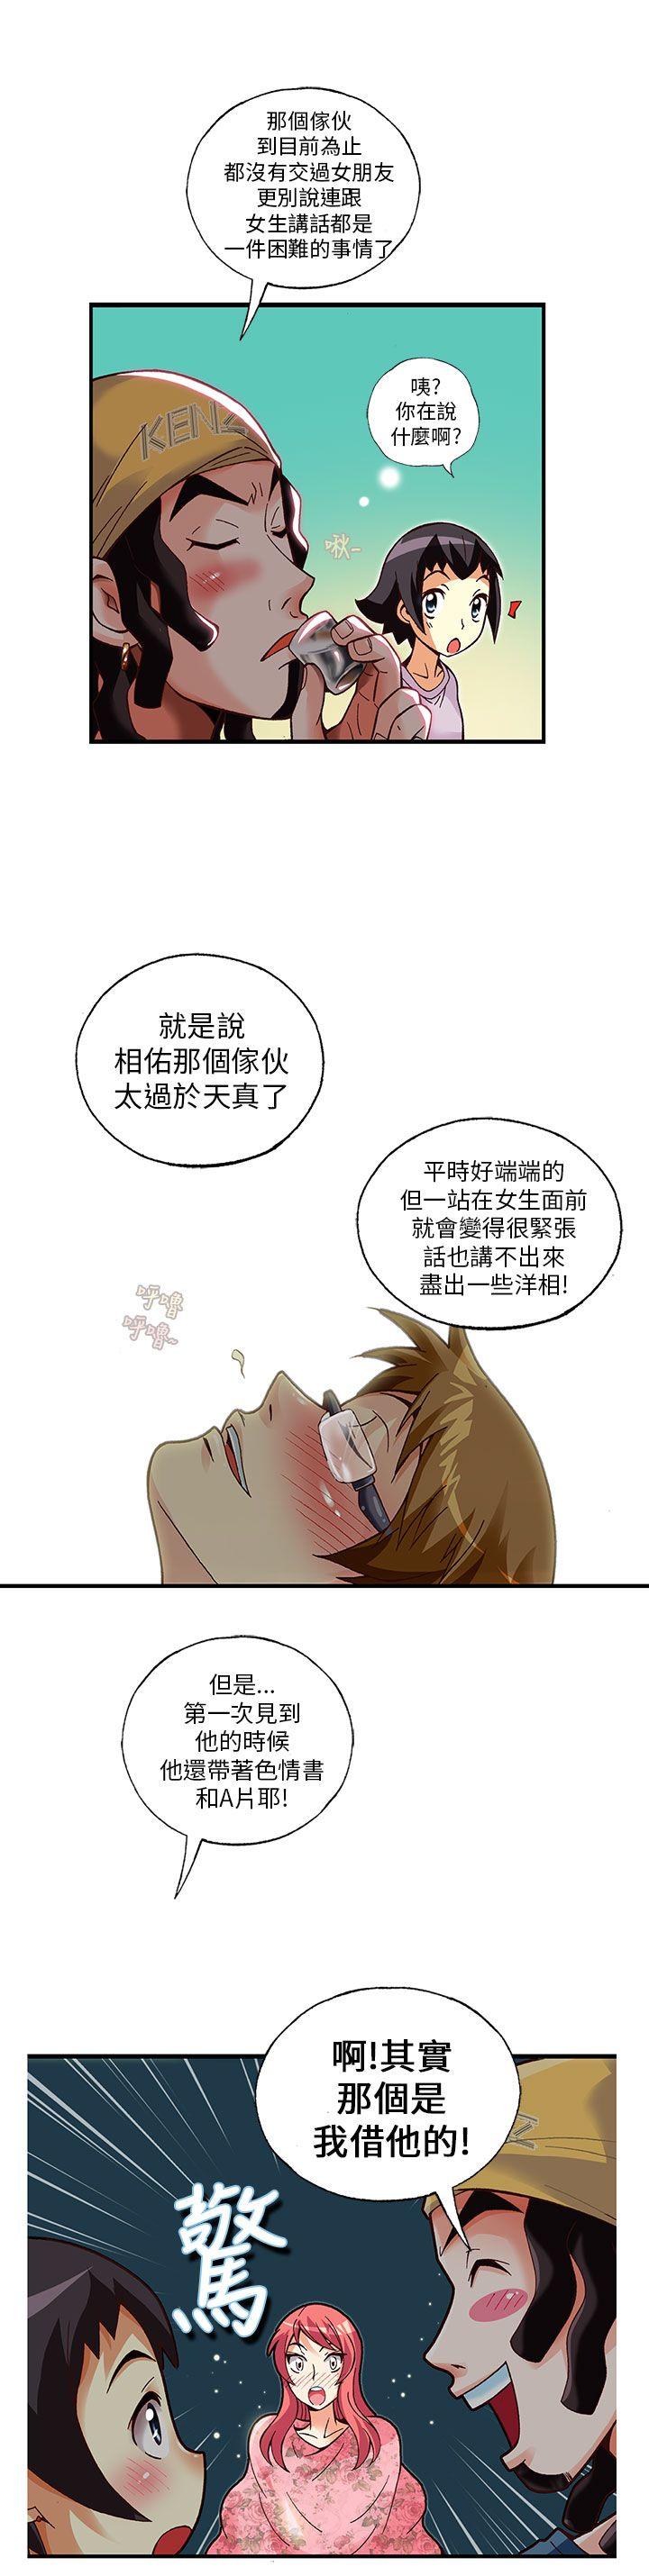 那個傢伙
到目前為止
都沒有交過女朋友
更別說連跟
女生講話都是
一件困難的事情了
咦?
你在說
什麼啊?
KENZ
啾~
就是說
相佑那個傢伙
太過於天真了
平時好端端的
但一站在女生面前
就會變得很緊張
話也講不出來
盡出一些洋相!
呼嚕
呼嚕~
但是...
第一次見到
他的時候
他還帶著色情書
和A片耶!
啊!其實
那個是
我借他的!
驚